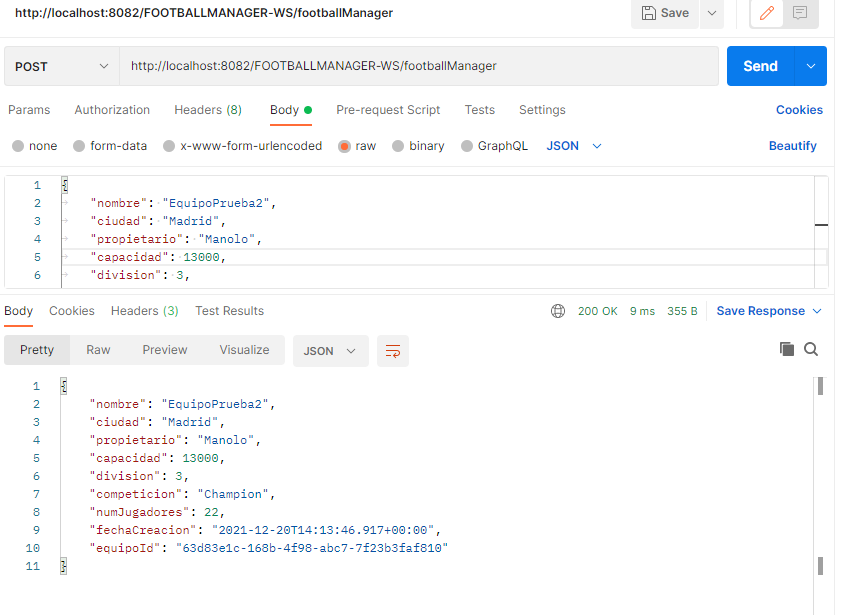 http://localhost:8082/FOOTBALLMANAGER-WS/footballManager
Save
POST
http://localhost:8082/FOOTBALLMANAGER-WS/footballManager
Send
Params Authorization Headers (8) Body Pre-request Script Tests Settings Cookies
none form-data x-www-form-urlencoded raw binary GraphQL JSON Beautify
1 {
2 "nombre": "EquipoPrueba2",
3 "ciudad": "Madrid",
4 "propietario": "Manolo",
5 "capacidad": 13000,
6 "division": 3,
Body Cookies Headers (3) Test Results 200 OK 9 ms 355 B Save Response
Pretty Raw Preview Visualize JSON
1 {
2 "nombre": "EquipoPrueba2",
3 "ciudad": "Madrid",
4 "propietario": "Manolo",
5 "capacidad": 13000,
6 "division": 3,
7 "competicion": "Champion",
8 "numJugadores": 22,
9 "fechaCreacion": "2021-12-20T14:13:46.917+00:00",
10 "equipoId": "63d83e1c-168b-4f98-abc7-7f23b3faf810"
11 }